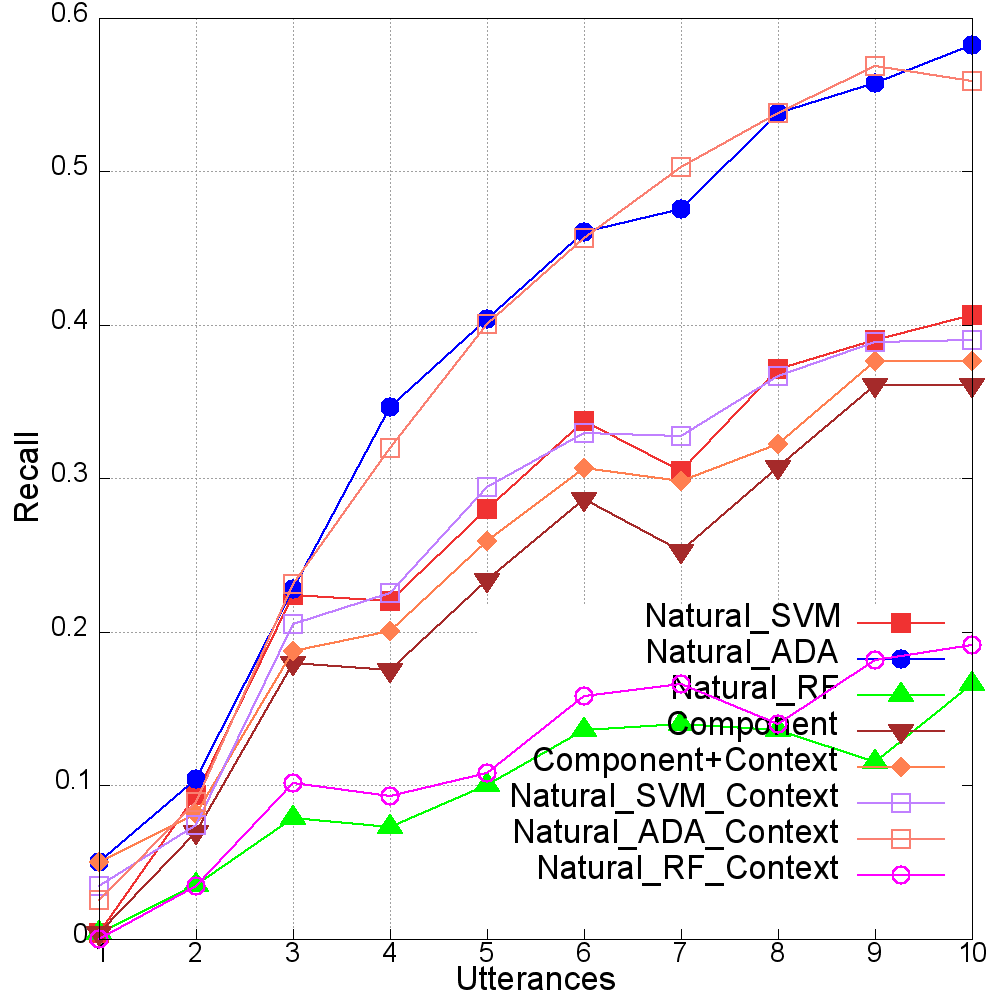 0.6
0.5
0.4
0.3
0.2
0.1
0
Recall
Natural_SVM
Natural_ADA
Natural_RF
Component
Component+Context
Natural_SVM_Context
Natural_ADA_Context
Natural_RF_Context
1 2 3 4 5 6 7 8 9 10
Utterances